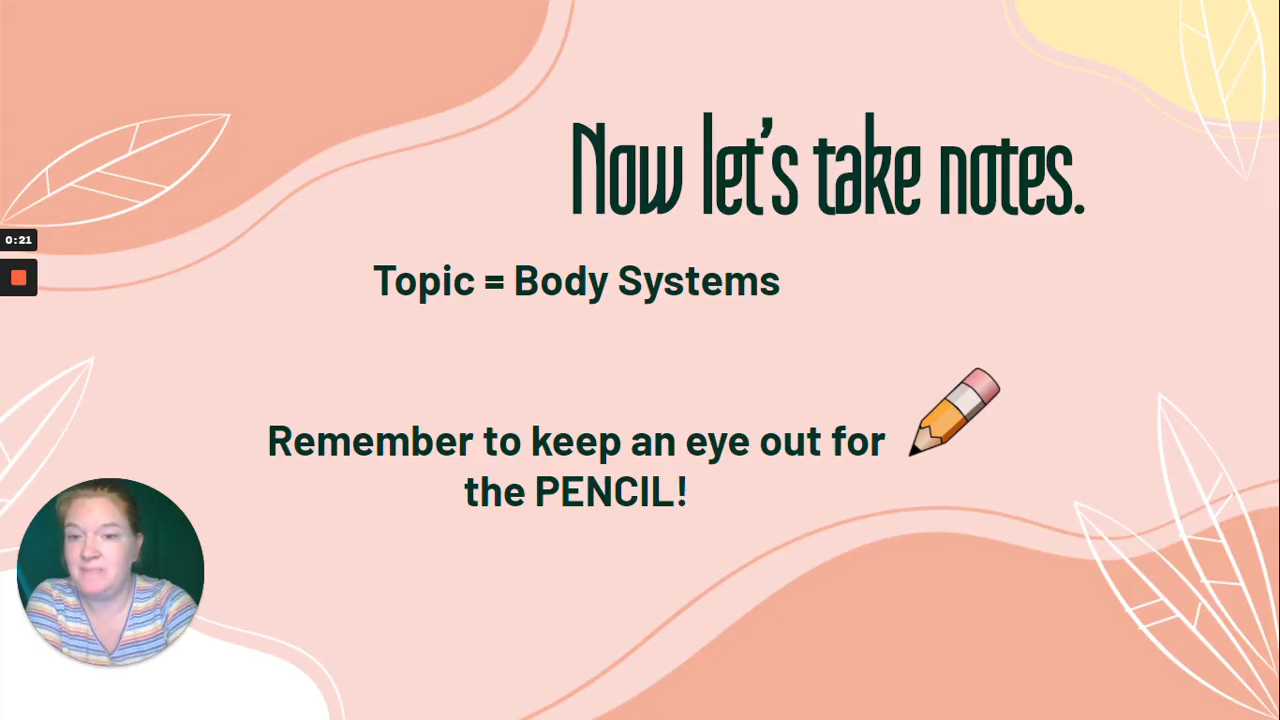 Now let's take notes.
0:21
Topic = Body Systems
Remember to keep an eye out for
the PENCIL!